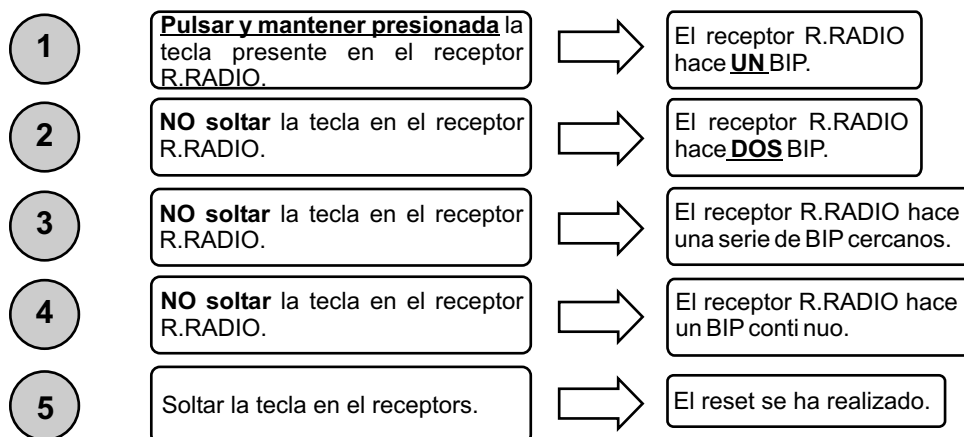 1
Pulsar y mantener presionada la
tecla presente en el receptor
R.RADIO.
El receptor R.RADIO
hace UN BIP.
2
NO soltar la tecla en el receptor
R.RADIO.
El receptor R.RADIO
hace DOS BIP.
3
NO soltar la tecla en el receptor
R.RADIO.
El receptor R.RADIO hace
una serie de BIP cercanos.
4
NO soltar la tecla en el receptor
R.RADIO.
El receptor R.RADIO hace
un BIP conti nuo.
5
Soltar la tecla en el receptors.
El reset se ha realizado.